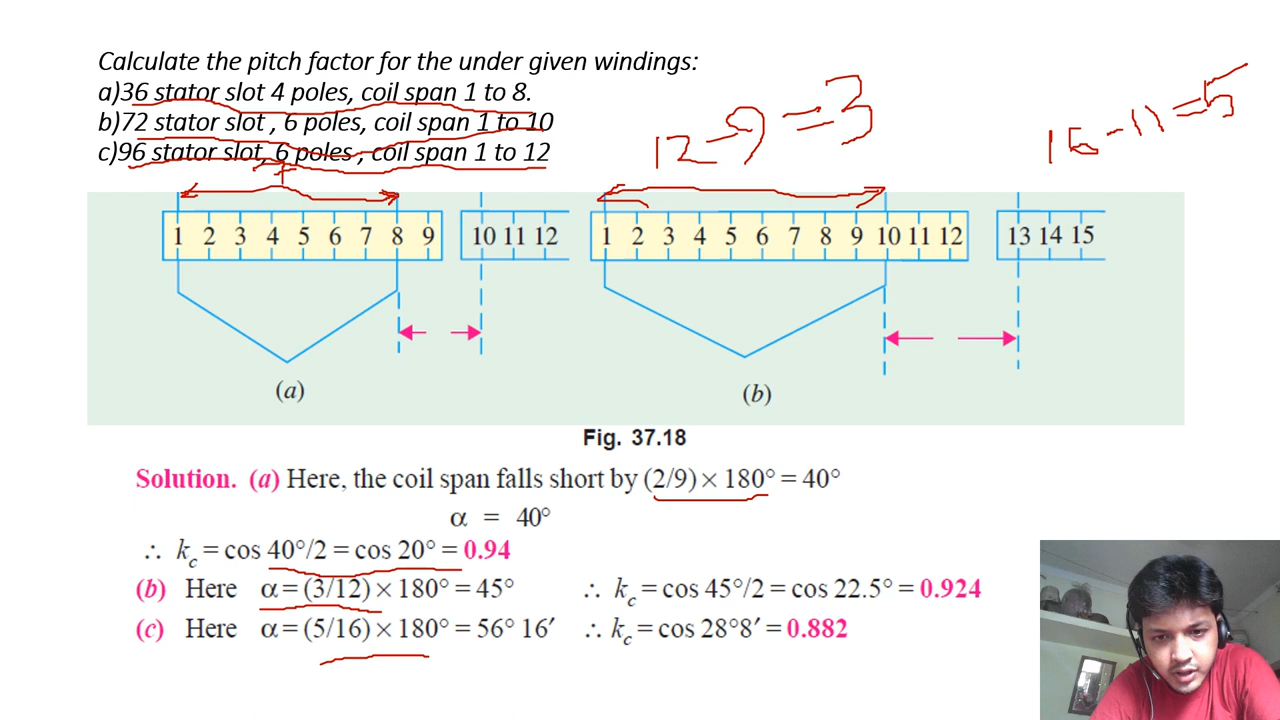 Calculate the pitch factor for the under given windings:
a)36 stator slot 4 poles, coil span 1 to 8.
b)72 stator slot , 6 poles, coil span 1 to 10
c)96 stator slot, 6 poles , coil span 1 to 12
12-9=3
16-11=5
7
1 2 3 4 5 6 7 8 9 10 11 12
1 2 3 4 5 6 7 8 9 10 11 12 13 14 15
(a)
(b)
Fig. 37.18
Solution. (a) Here, the coil span falls short by (2/9) × 180° = 40°
α = 40°
∴ kc = cos 40°/2 = cos 20° = 0.94
(b) Here α = (3/12) × 180° = 45° ∴ kc = cos 45°/2 = cos 22.5° = 0.924
(c) Here α = (5/16) × 180° = 56° 16′ ∴ kc = cos 28°8′ = 0.882